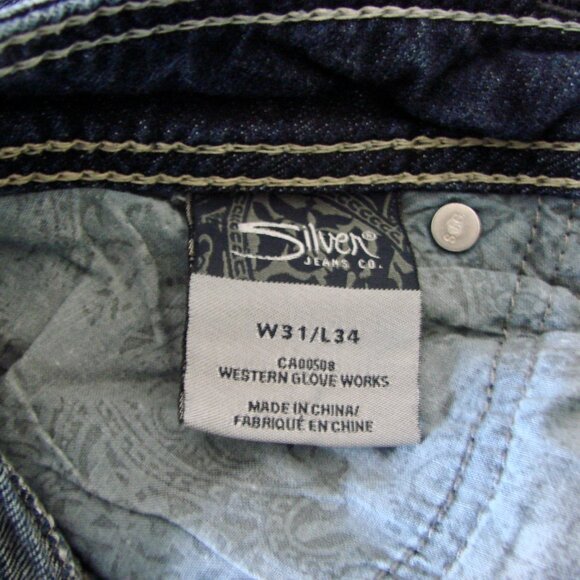 Silver®
JEANS CO.
W31/L34
CA00508
WESTERN GLOVE WORKS
MADE IN CHINA/
FABRIQUÉ EN CHINE